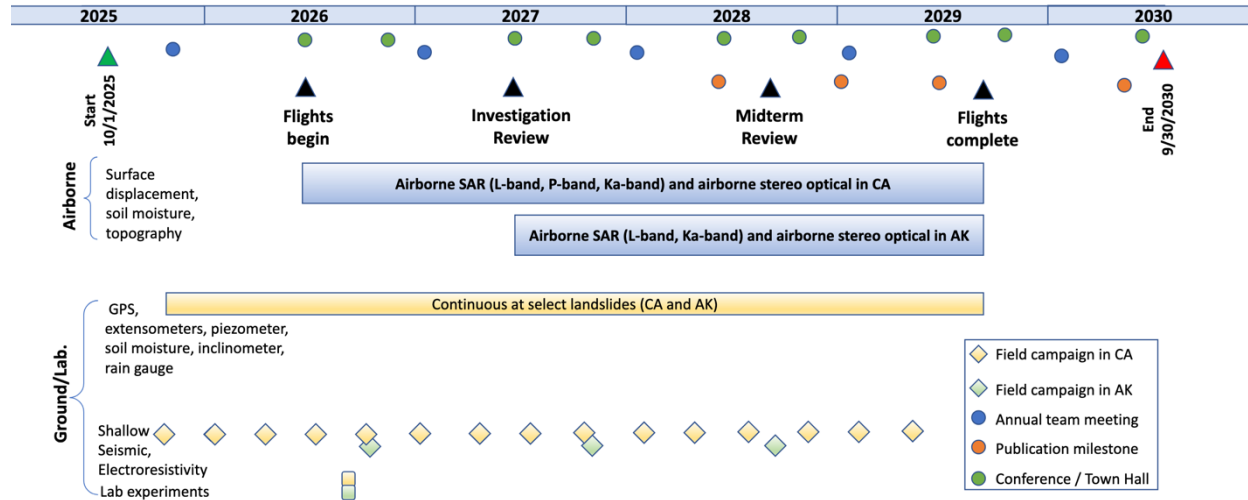 2025
2026
2027
2028
2029
2030
Start
10/1/2025
Flights
begin
Investigation
Review
Midterm
Review
Flights
complete
End
9/30/2030
Airborne
Surface
displacement,
soil moisture,
topography
Airborne SAR (L-band, P-band, Ka-band) and airborne stereo optical in CA
Airborne SAR (L-band, Ka-band) and airborne stereo optical in AK
Ground/Lab.
GPS,
extensometers, piezometer,
soil moisture, inclinometer,
rain gauge
Continuous at select landslides (CA and AK)
Shallow
Seismic,
Electroresistivity
Lab experiments
Field campaign in CA
Field campaign in AK
Annual team meeting
Publication milestone
Conference / Town Hall